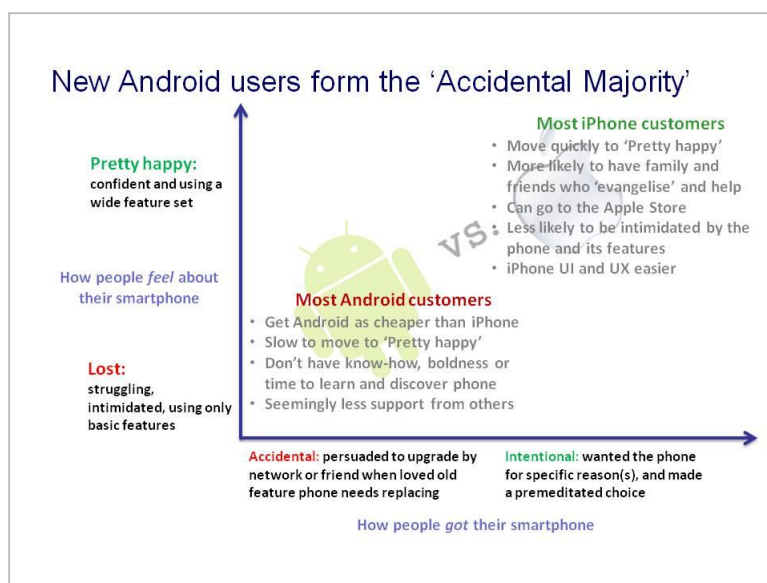 New Android users form the 'Accidental Majority'
Most iPhone customers
• Move quickly to 'Pretty happy'
• More likely to have family and
friends who 'evangelise' and help
• Can go to the Apple Store
• Less likely to be intimidated by the
phone and its features
• iPhone UI and UX easier
Pretty happy:
confident and using a
wide feature set
vs.
How people feel about
their smartphone
Most Android customers
• Get Android as cheaper than iPhone
• Slow to move to 'Pretty happy'
• Don't have know-how, boldness or
time to learn and discover phone
• Seemingly less support from others
Lost:
struggling,
intimidated, using only
basic features
Accidental: persuaded to upgrade by
network or friend when loved old
feature phone needs replacing
Intentional: wanted the phone
for specific reason(s), and made
a premeditated choice
How people got their smartphone